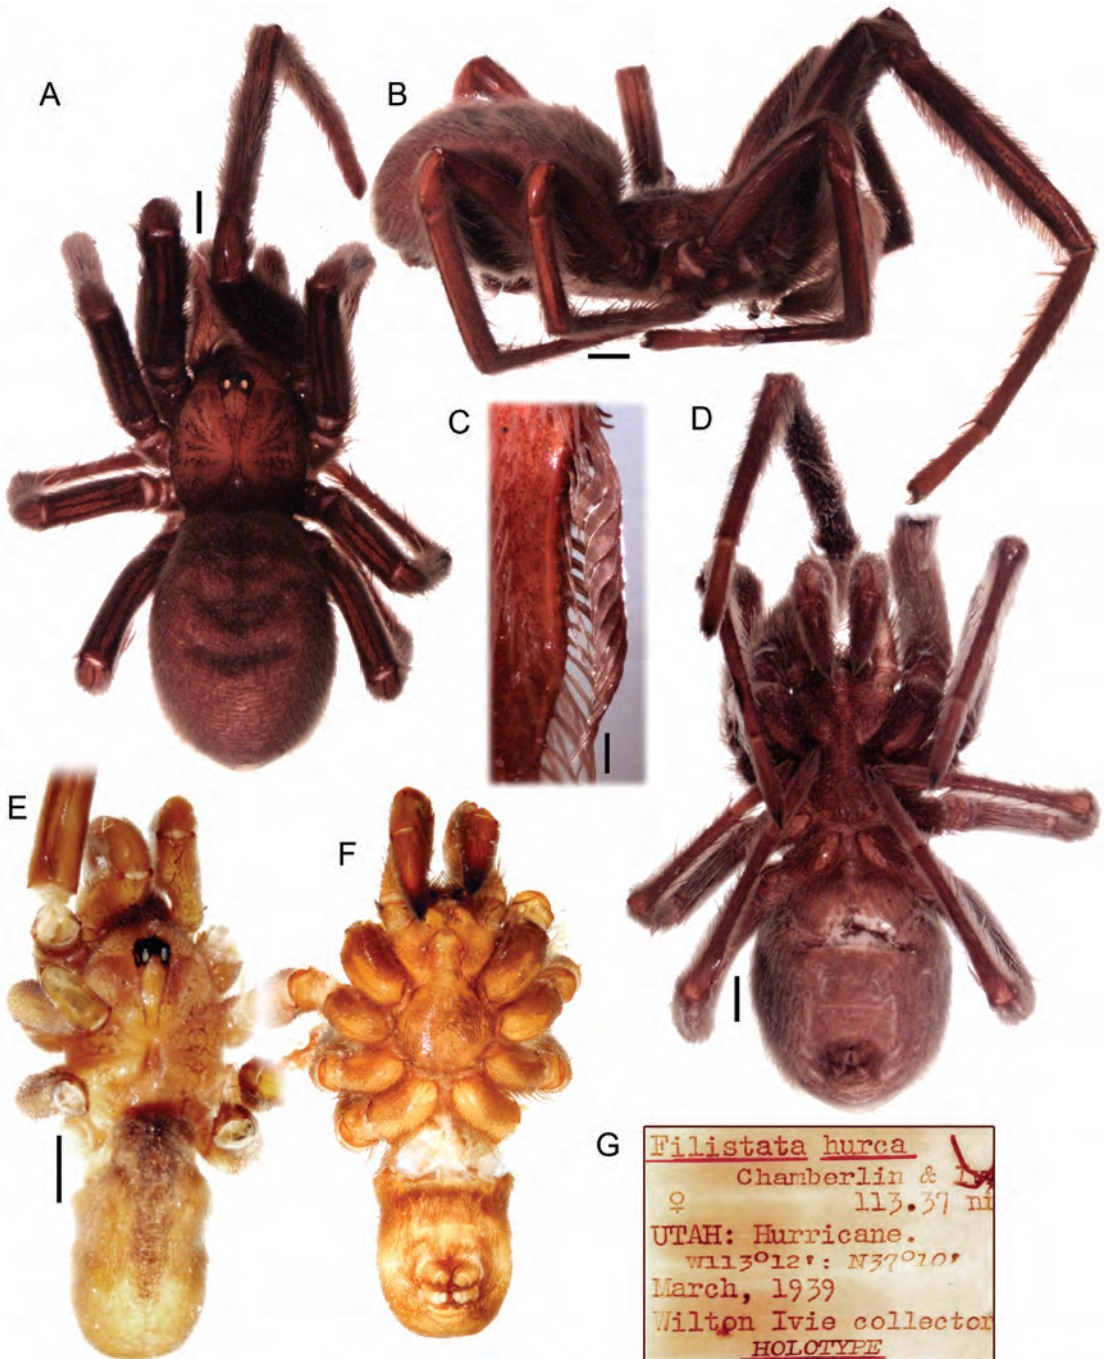 A
B
C
D
E
F
G
Filistata hurca
Chamberlin &
♀ 113.37
UTAH: Hurricane.
W113°12': N37°10'
March, 1939
Wilton Ivie collector
HOLOTYPE